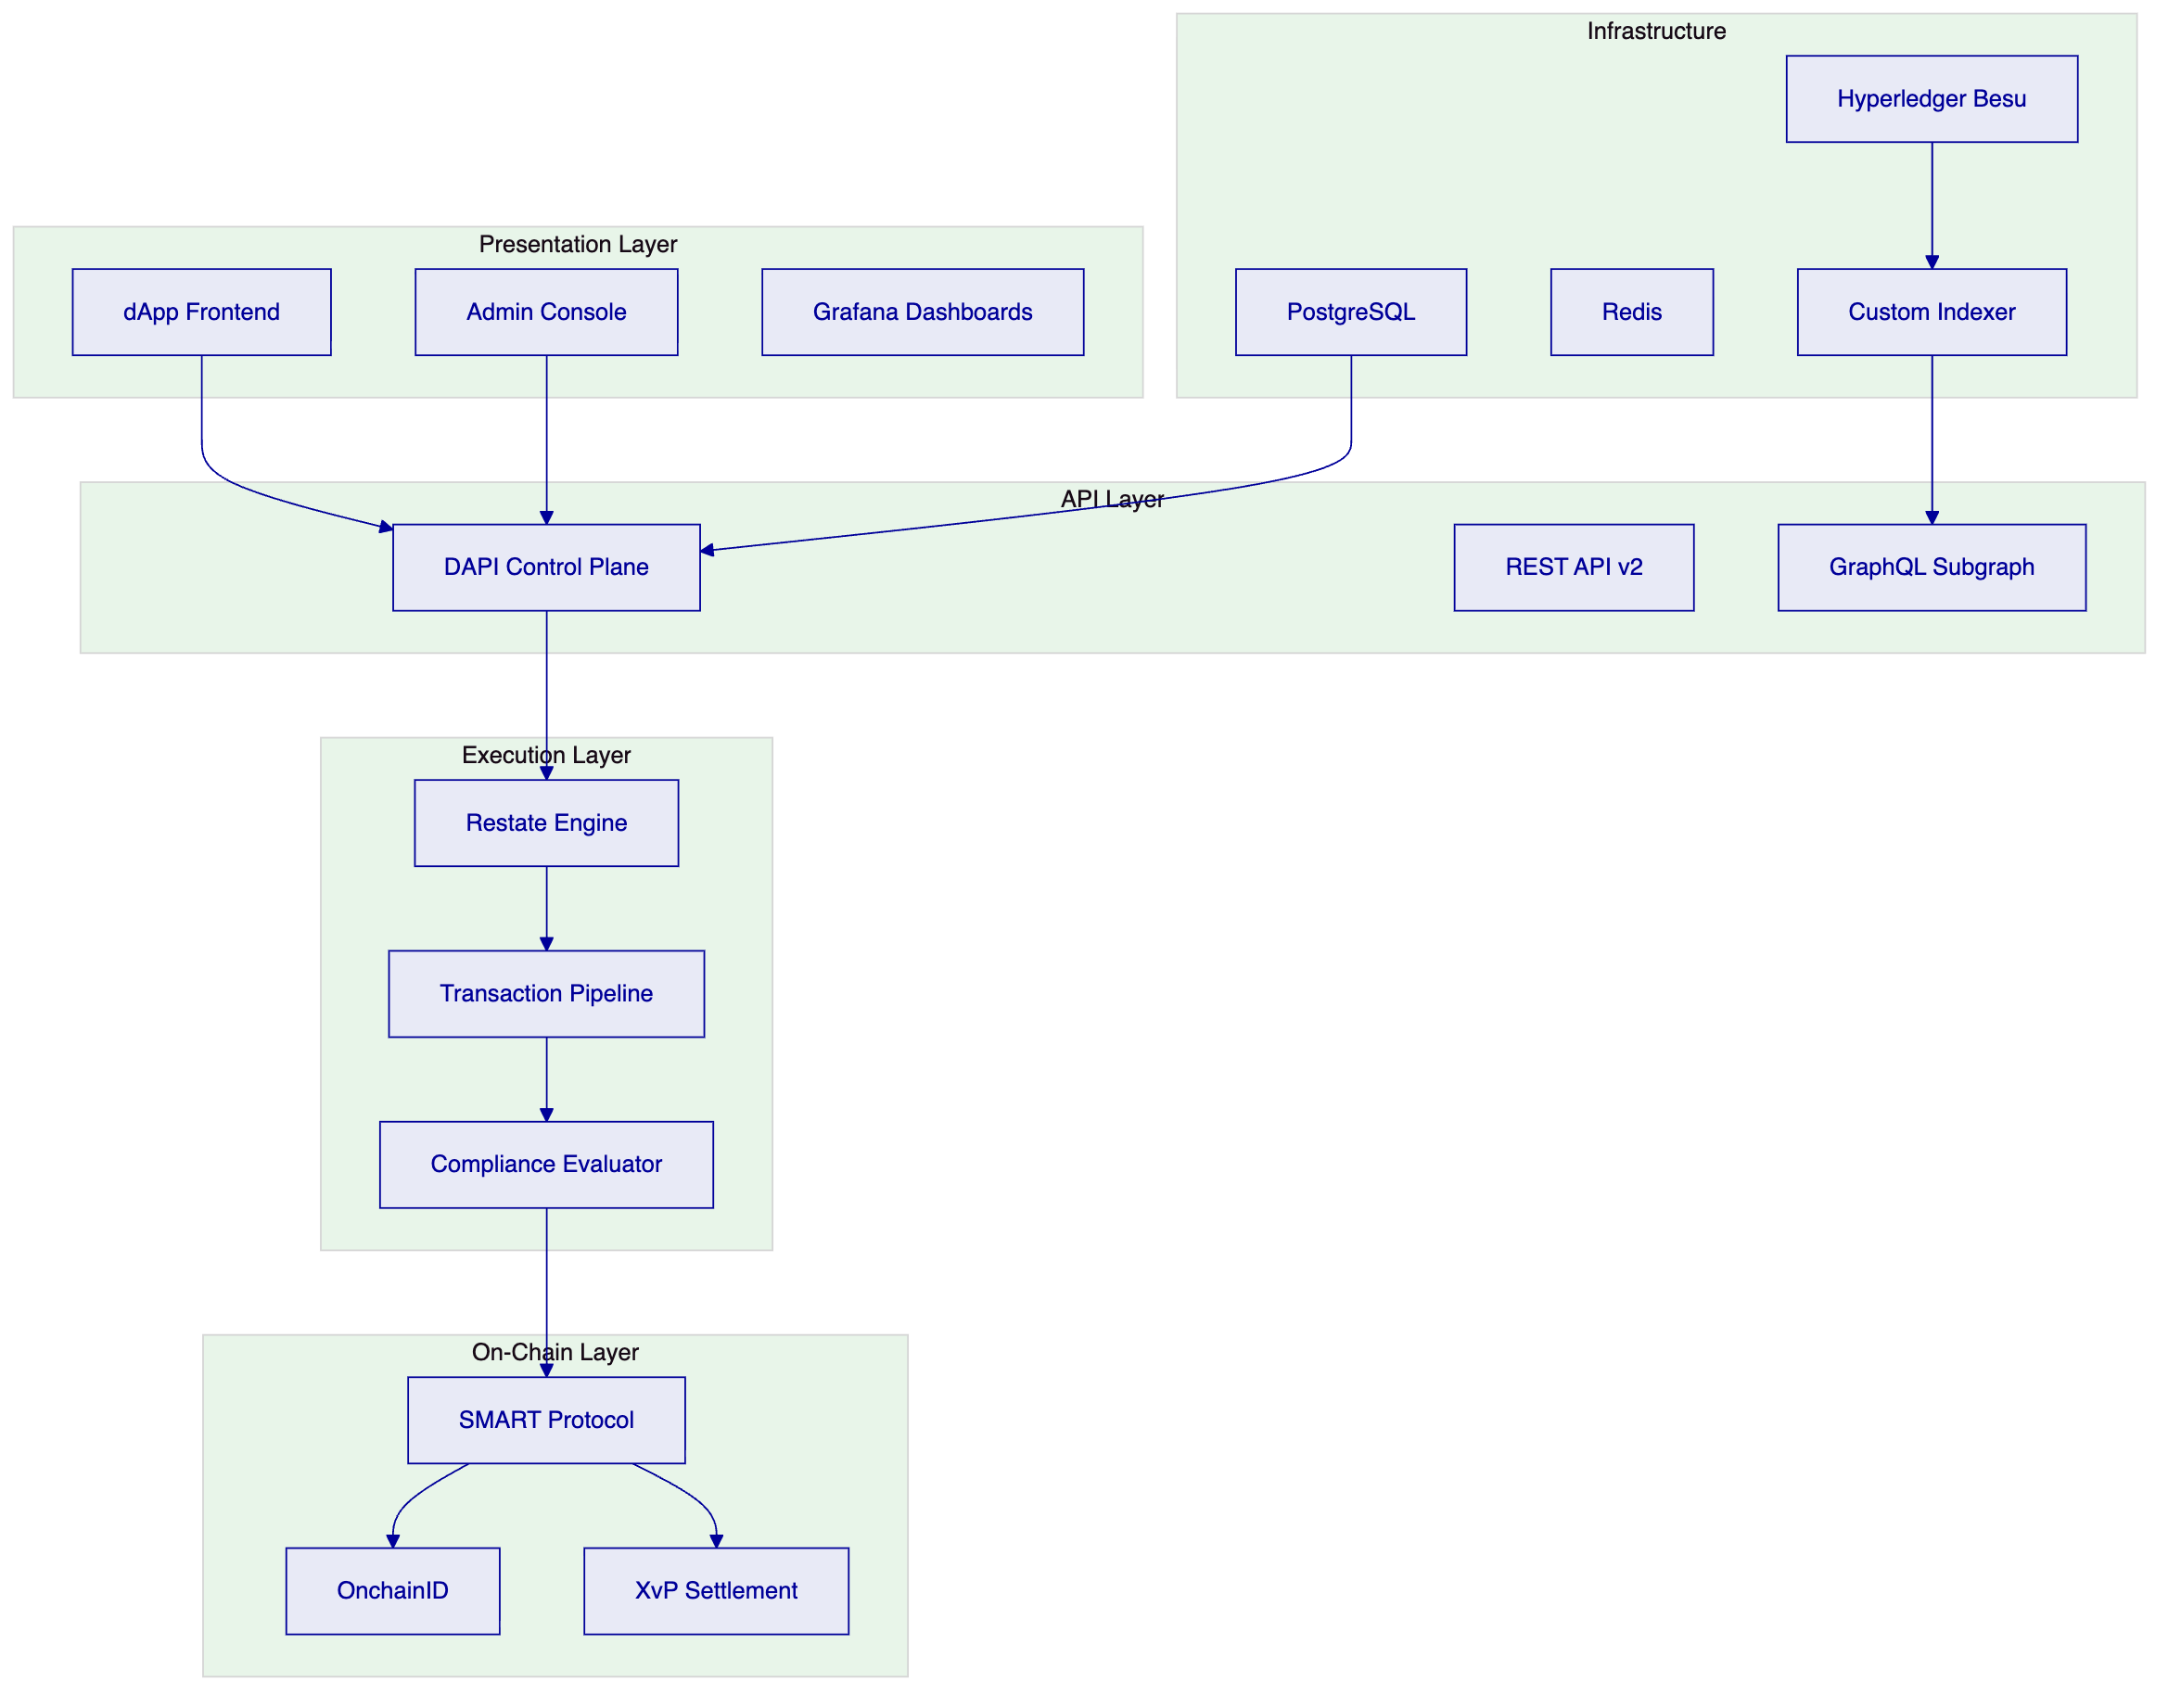 Infrastructure
Hyperledger Besu
Presentation Layer
dApp Frontend
Admin Console
Grafana Dashboards
PostgreSQL
Redis
Custom Indexer
API Layer
DAPI Control Plane
REST API v2
GraphQL Subgraph
Execution Layer
Restate Engine
Transaction Pipeline
Compliance Evaluator
On-Chain Layer
SMART Protocol
OnchainID
XvP Settlement